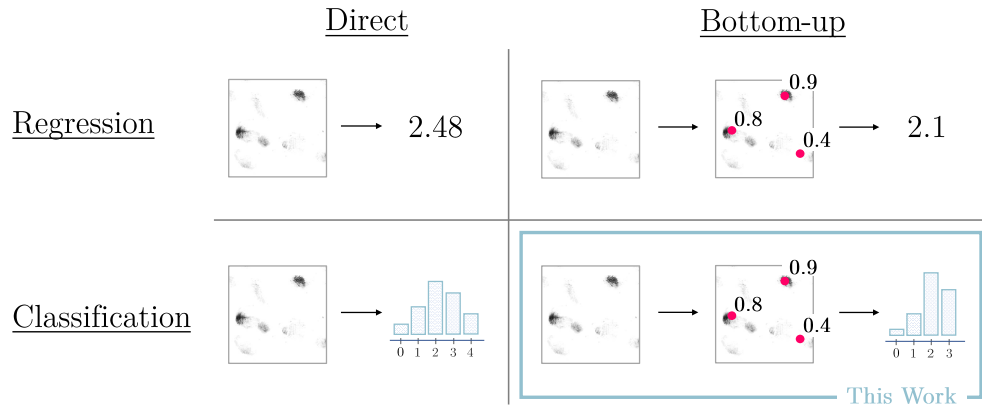 Direct
Bottom-up
Regression
2.48
0.9
0.8
0.4
2.1
Classification
0 1 2 3 4
0.9
0.8
0.4
0 1 2 3
This Work